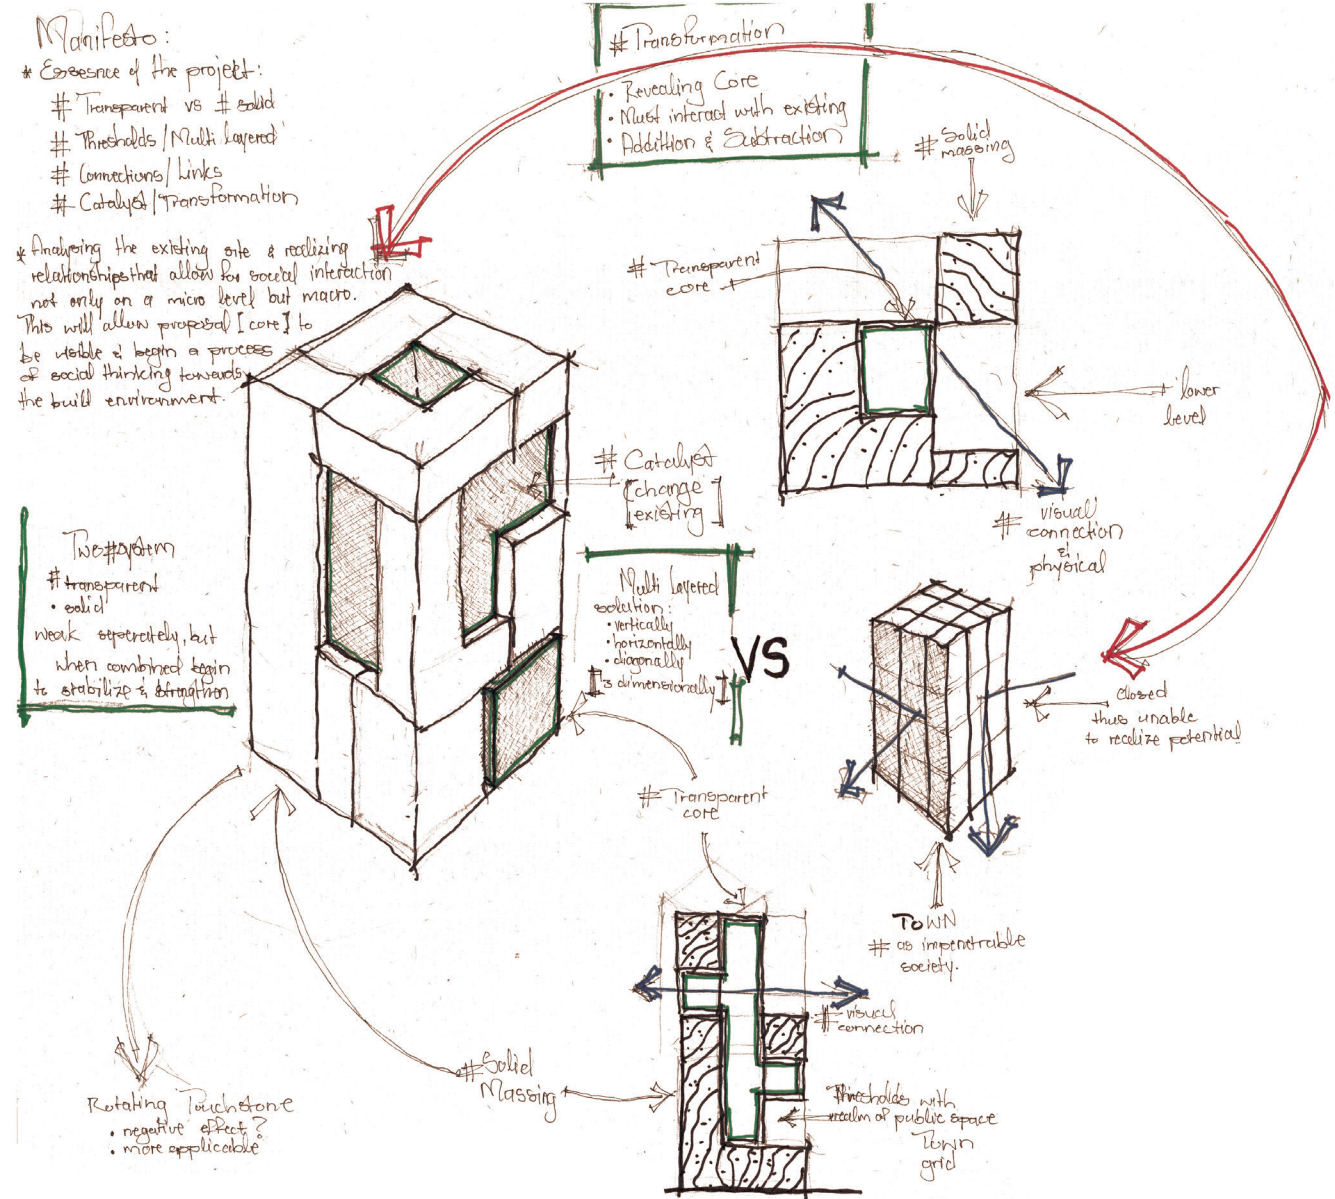 Manifesto:
* Essesnce of the project:
# Transparent vs # solid
# Thresholds/Multi layered
# Connections/Links
# Catalyst/Transformation
* Analysing the existing site & realizing
relationships that allow for social interaction
not only on a micro level but macro.
This will allow proposal [core] to
be visible & begin a process
of social thinking towards
the built environment.
# Transformation
• Revealing Core
• Must interact with existing
• Addittion & Subtraction
# Solid
massing
# Transparent
core
lower
level
# visual
connection
&
physical
# Catalyst
[change
existing]
Two #system
# transparent
• solid
weak seperately, but
when combined begin
to stabilize & strengthen
Multi layered
solution:
• vertically
• horizontally
• diagonally
[3 dimensionally]
VS
closed
thus unable
to realize potential
# Transparent
core
TOWN
# as impenetrable
society.
# visual
connection
# Solid
Massing
Thresholds with
realm of public space
Town
grid
Rotating Touchstone
• negative effect?
• more applicable?